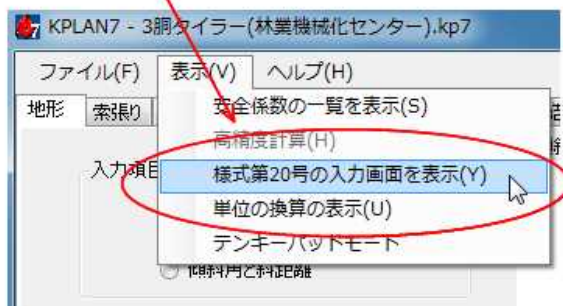 KPLAN7 - 3胴タイラー(林業機械化センター).kp7
ファイル(F) 表示(V) ヘルプ(H)
地形 索張り
安全係数の一覧を表示(S)
高精度計算(H)
入力項目
様式第20号の入力画面を表示(Y)
単位の換算の表示(U)
テンキーパッドモード
傾斜角と斜距離